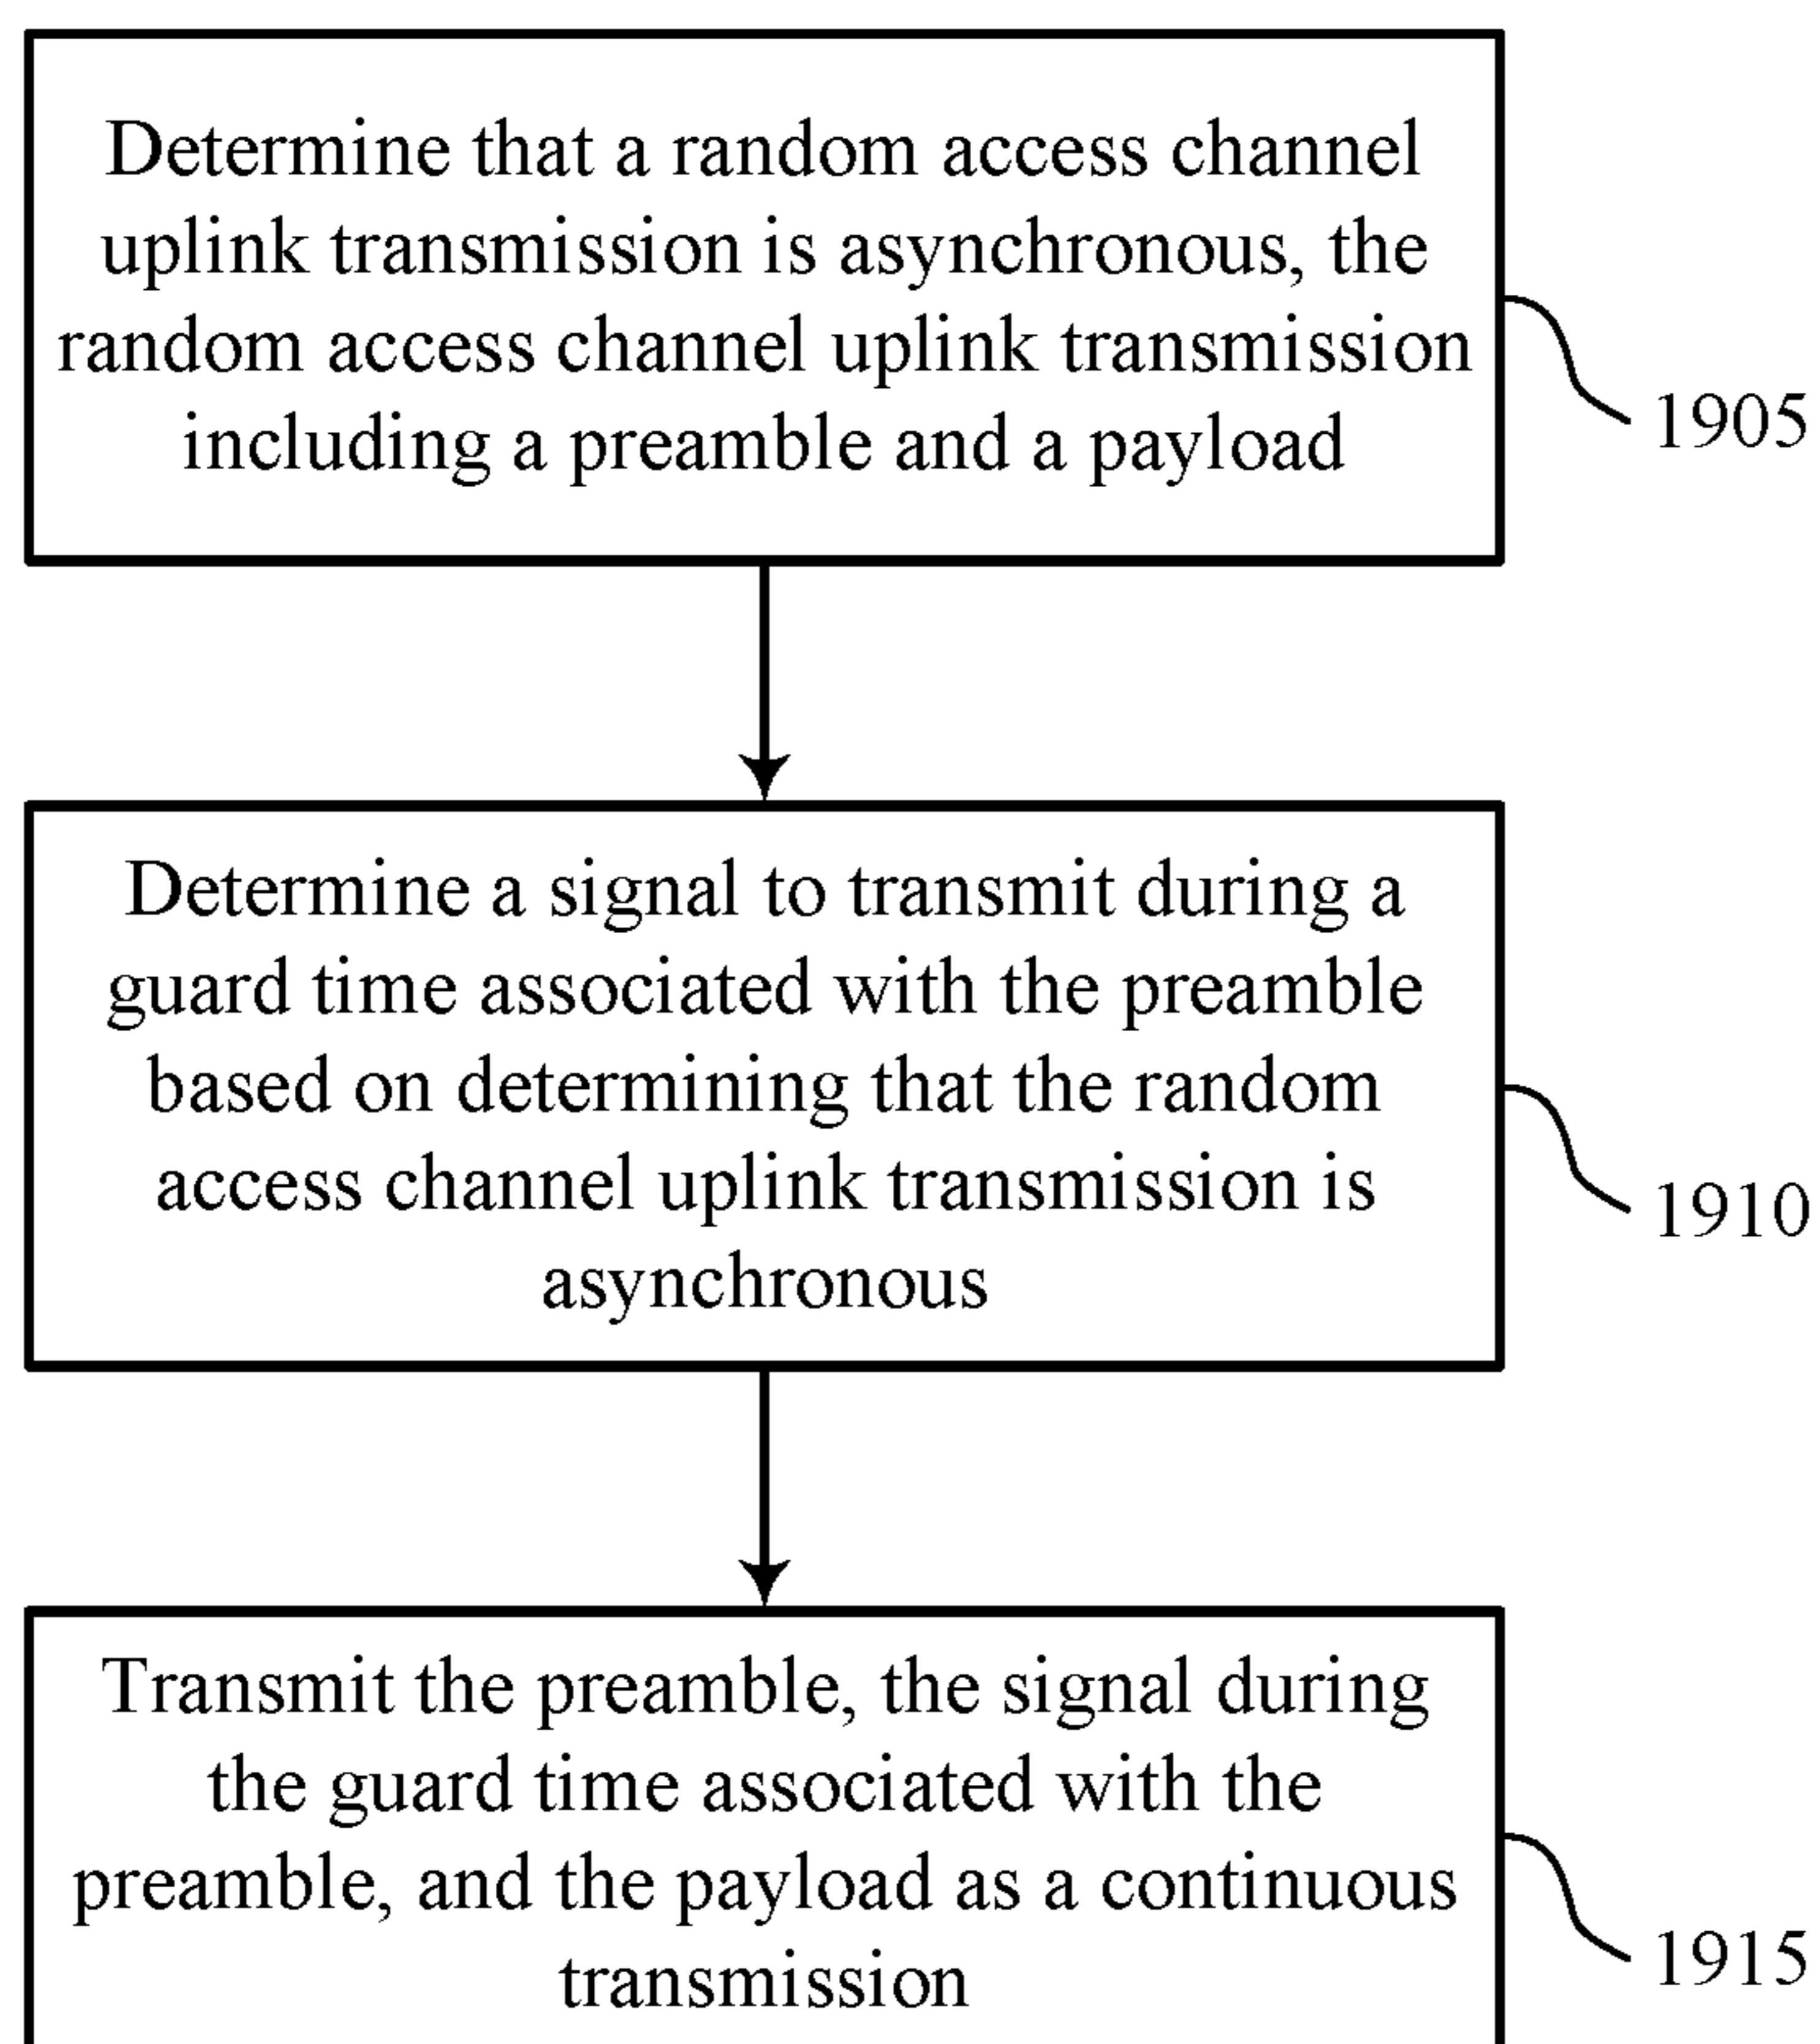 Determine that a random access channel
uplink transmission is asynchronous, the
random access channel uplink transmission
including a preamble and a payload
1905
Determine a signal to transmit during a
guard time associated with the preamble
based on determining that the random
access channel uplink transmission is
asynchronous
1910
Transmit the preamble, the signal during
the guard time associated with the
preamble, and the payload as a continuous
transmission
1915